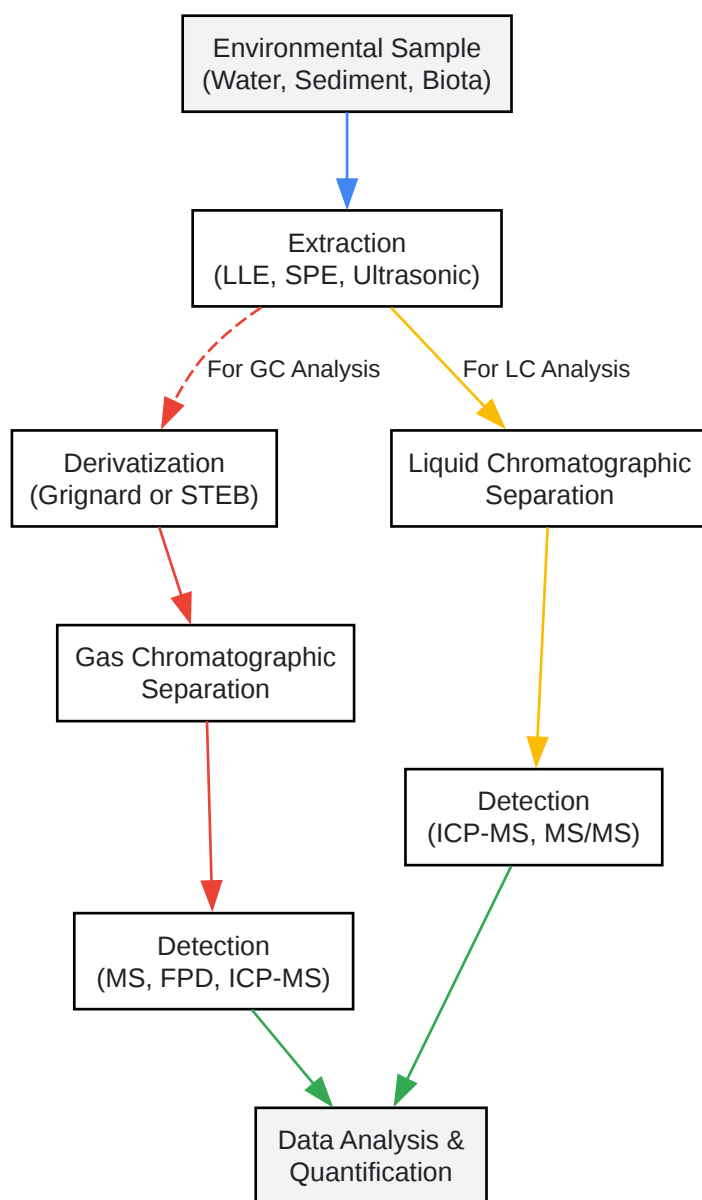 Environmental Sample
(Water, Sediment, Biota)
Extraction
(LLE, SPE, Ultrasonic)
For GC Analysis
For LC Analysis
Derivatization
(Grignard or STEB)
Liquid Chromatographic
Separation
Gas Chromatographic
Separation
Detection
(ICP-MS, MS/MS)
Detection
(MS, FPD, ICP-MS)
Data Analysis &
Quantification